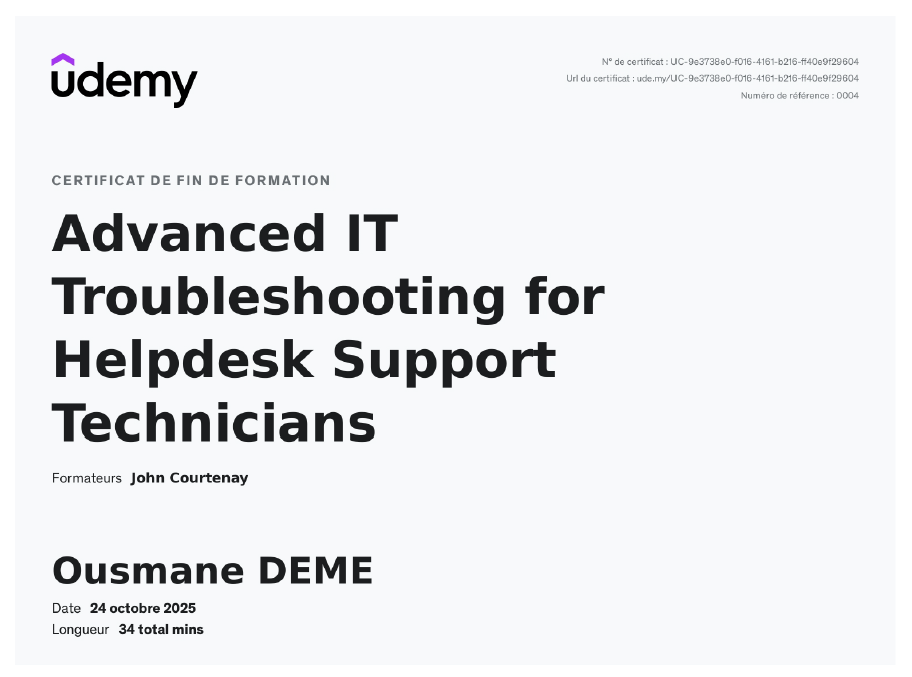 udemy
N° de certificat : UC-9e3738e0-f016-4161-b216-ff40e9f29604
Url du certificat : ude.my/UC-9e3738e0-f016-4161-b216-ff40e9f29604
Numéro de référence : 0004
CERTIFICAT DE FIN DE FORMATION
Advanced IT
Troubleshooting for
Helpdesk Support
Technicians
Formateurs John Courtenay
Ousmane DEME
Date 24 octobre 2025
Longueur 34 total mins